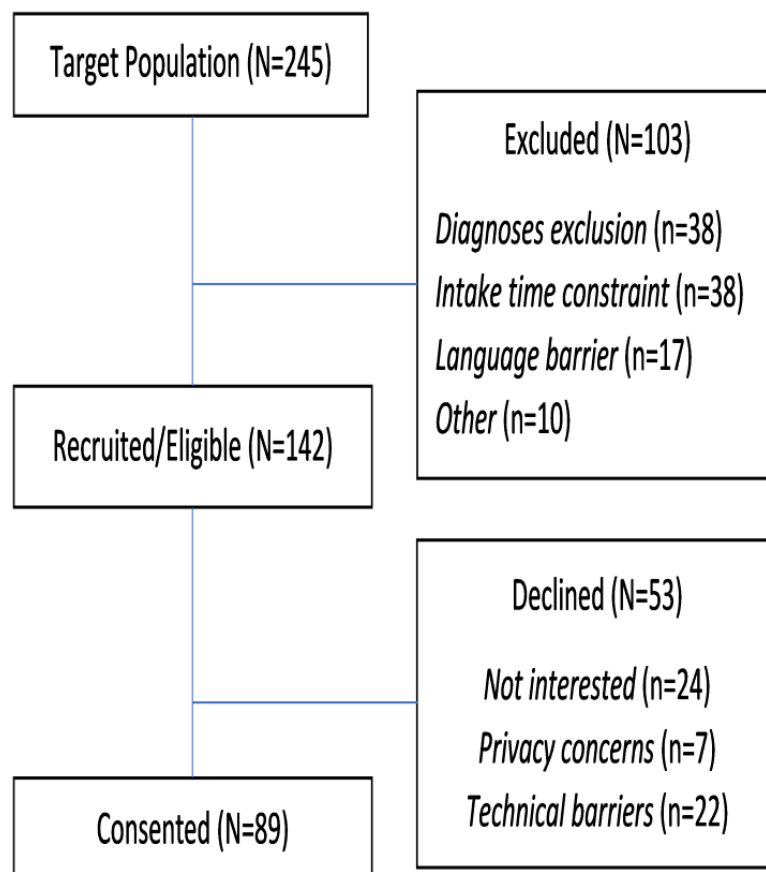 Target Population (N=245)
Excluded (N=103)
Diagnoses exclusion (n=38)
Intake time constraint (n=38)
Language barrier (n=17)
Other (n=10)
Recruited/Eligible (N=142)
Declined (N=53)
Not interested (n=24)
Privacy concerns (n=7)
Technical barriers (n=22)
Consented (N=89)